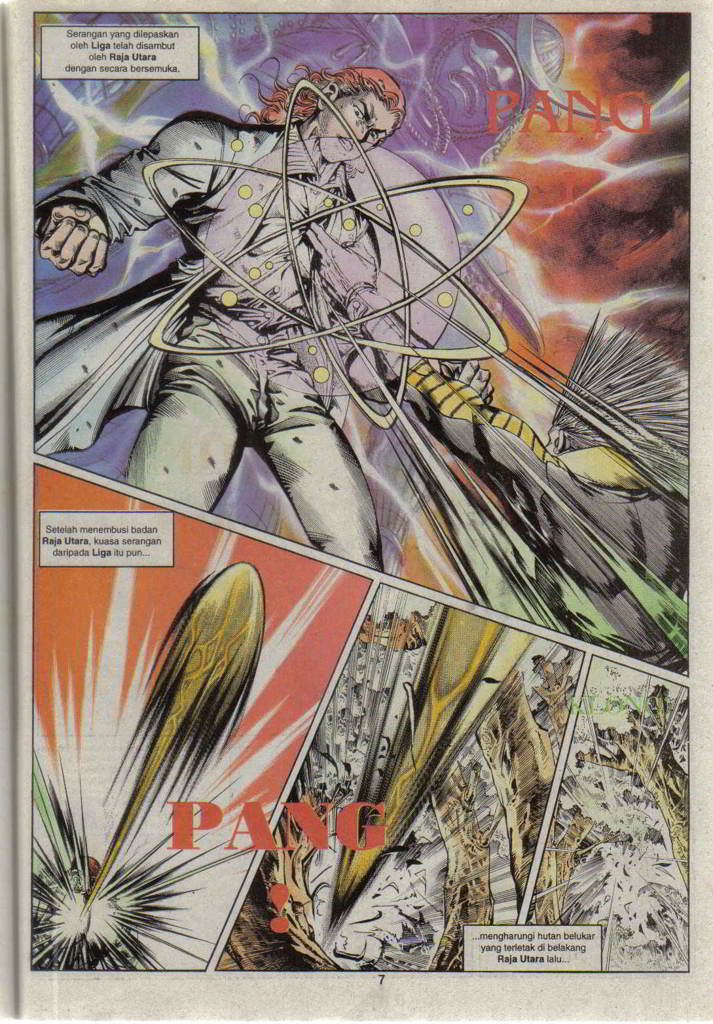 Serangan yang dilepaskan
oleh Liga telah disambut
oleh Raja Utara
dengan secara bersemuka.
PANG
Setelah menembusi badan
Raja Utara, kuasa serangan
daripada Liga itu pun...
PANG
!
...mengharungi hutan belukar
yang terletak di belakang
Raja Utara lalu...
7